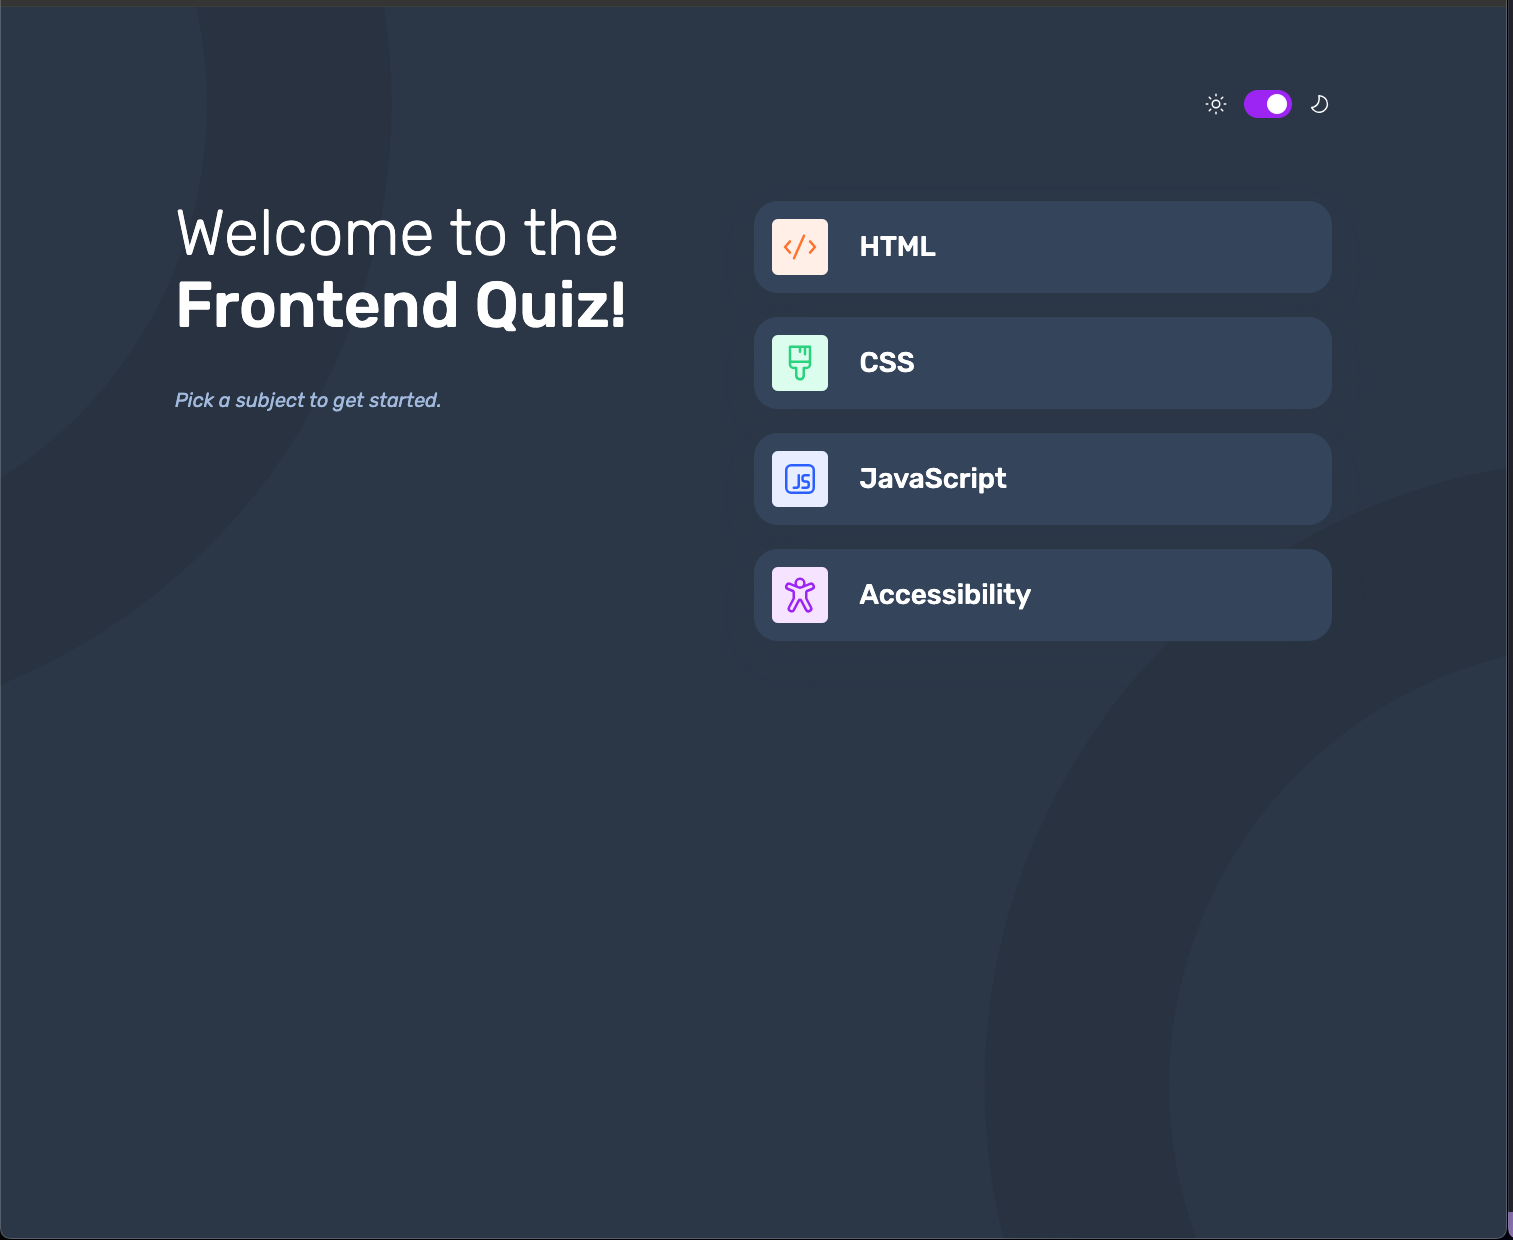 Welcome to the
Frontend Quiz!
Pick a subject to get started.
HTML
CSS
JS
JavaScript
Accessibility